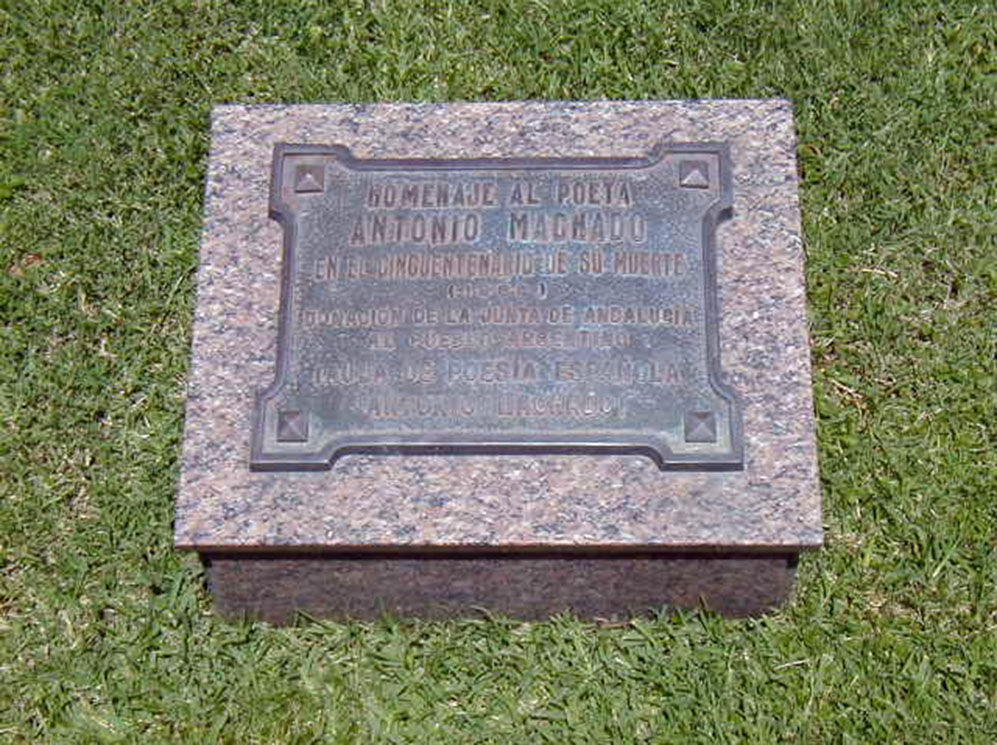 HOMENAJE AL POETA
ANTONIO MACHADO
EN EL CINCUENTENARIO DE SU MUERTE
DONACION DE LA JUNTA DE ANDALUCIA
AL PUEBLO ARGENTINO
DE POESIA ESPAÑOLA
ANTONIO MACHADO